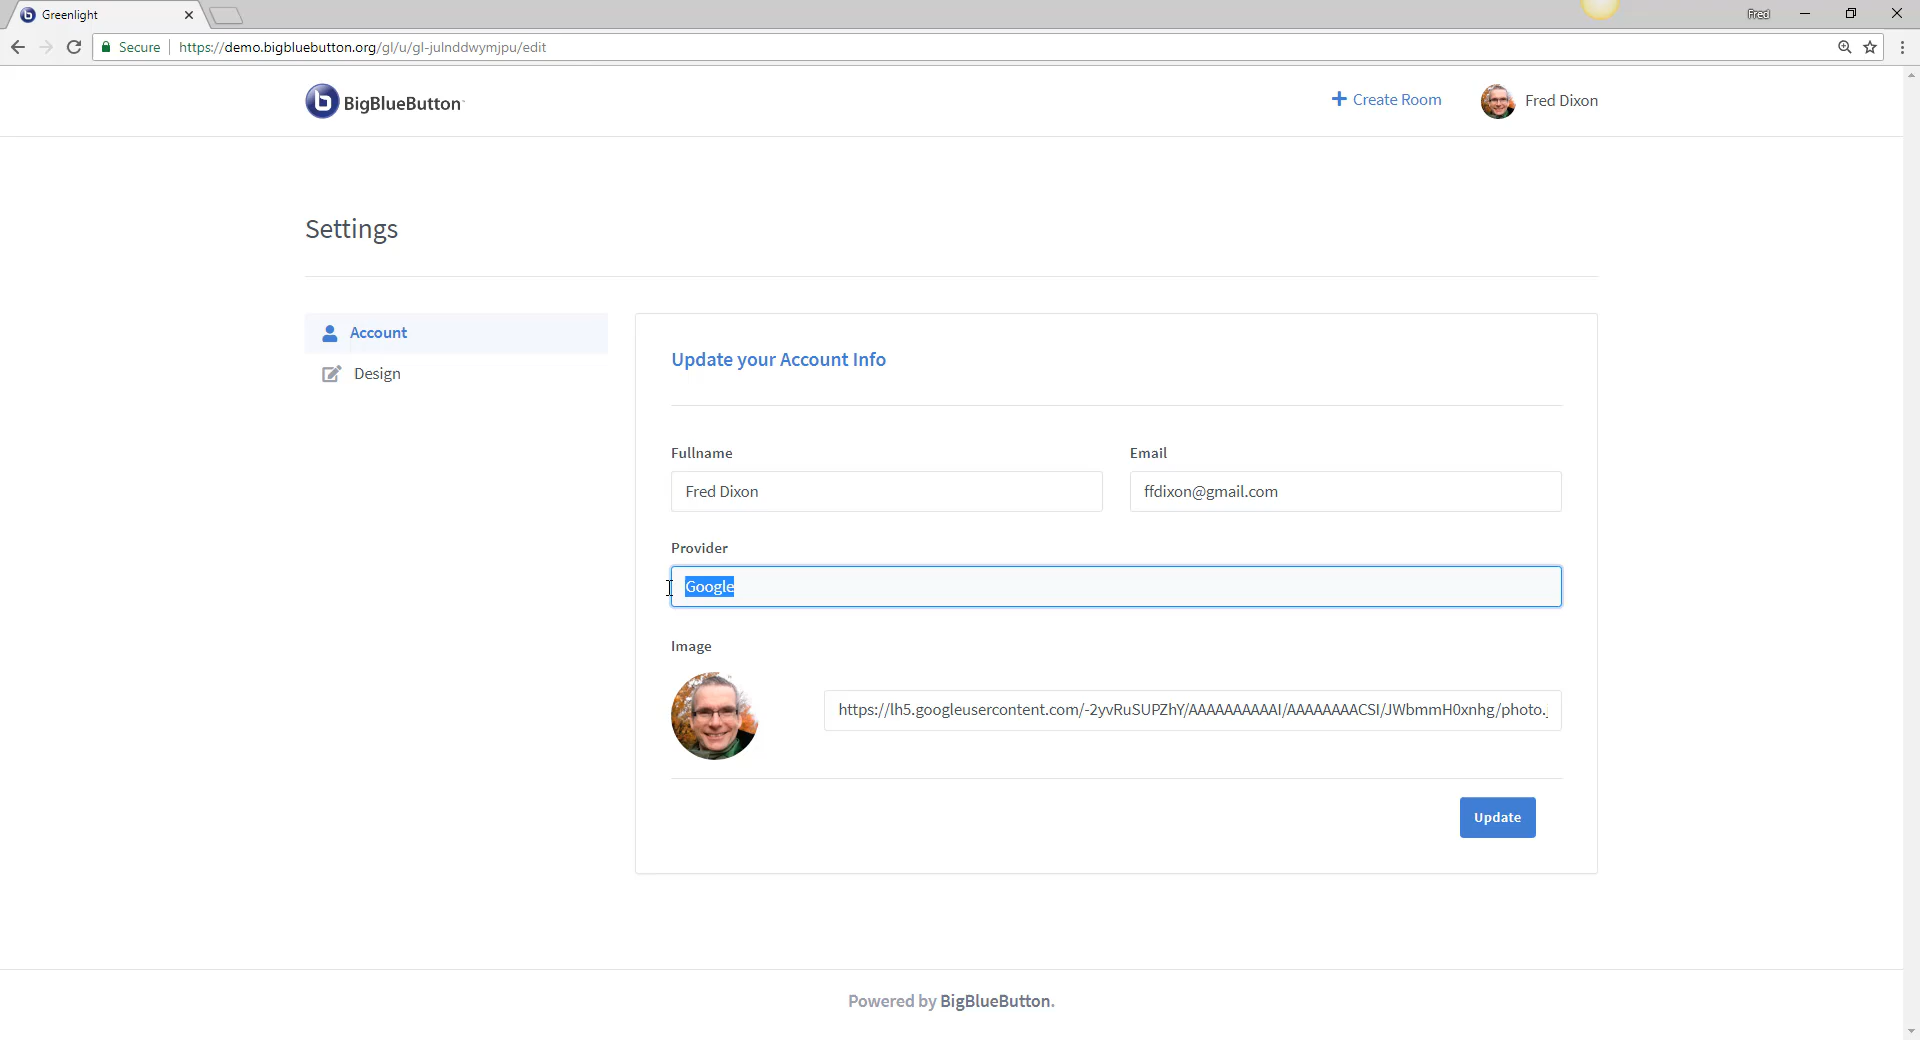 Greenlight
Fred
Secure
https://demo.bigbluebutton.org/gl/u/gl-julnddwymjpu/edit
BigBlueButton
Create Room
Fred Dixon
Settings
Account
Design
Update your Account Info
Fullname
Email
Fred Dixon
ffdixon@gmail.com
Provider
Google
Image
https://lh5.googleusercontent.com/-2yvRuSUPZhY/AAAAAAAAAAI/AAAAAAAACSI/JWbmmH0xnhg/photo.
Update
Powered by BigBlueButton.